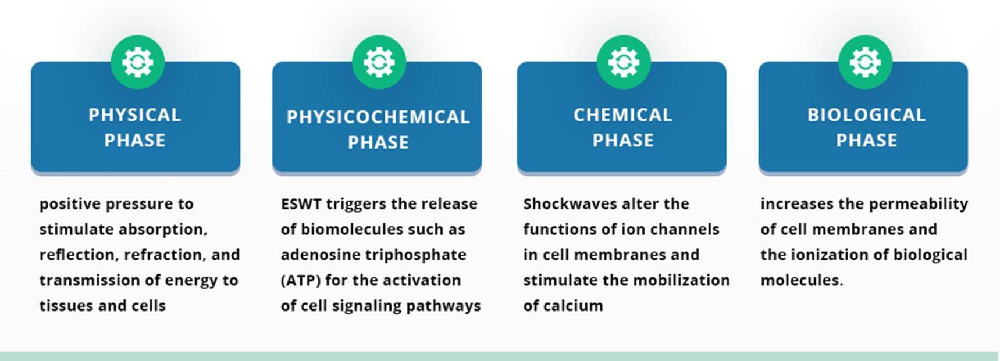 PHYSICAL
PHASE
positive pressure to
stimulate absorption,
reflection, refraction, and
transmission of energy to
tissues and cells
PHYSICOCHEMICAL
PHASE
ESWT triggers the release
of biomolecules such as
adenosine triphosphate
(ATP) for the activation
of cell signaling pathways
CHEMICAL
PHASE
Shockwaves alter the
functions of ion channels
in cell membranes and
stimulate the mobilization
of calcium
BIOLOGICAL
PHASE
increases the permeability
of cell membranes and
the ionization of biological
molecules.